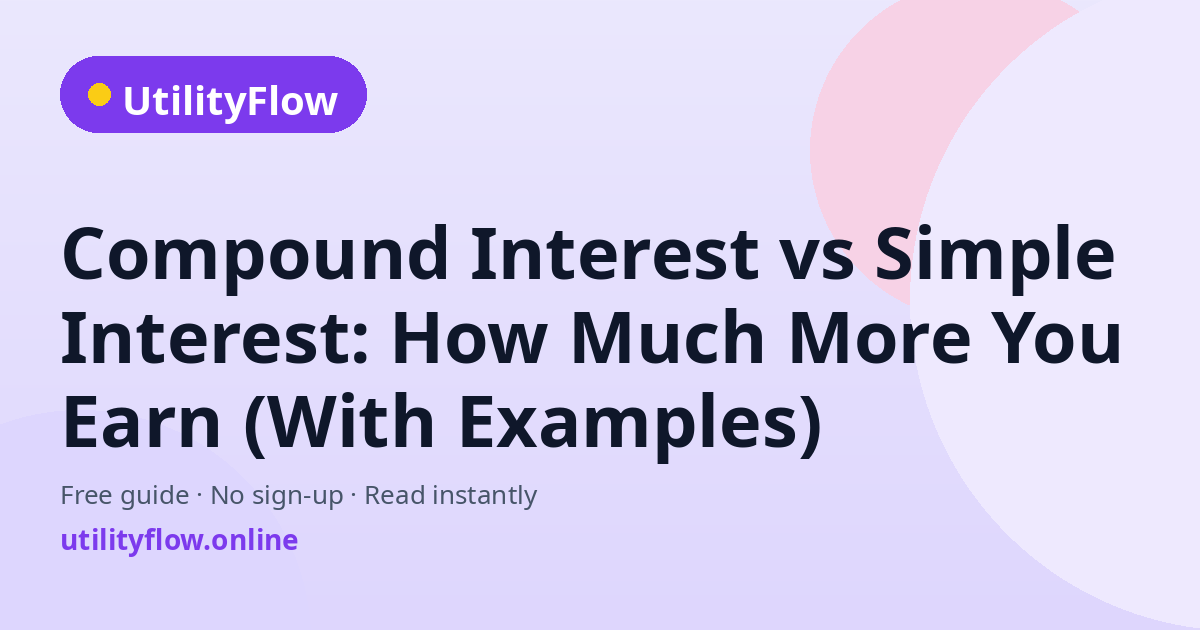 UtilityFlow
Compound Interest vs Simple
Interest: How Much More You
Earn (With Examples)
Free guide · No sign-up · Read instantly
utilityflow.online